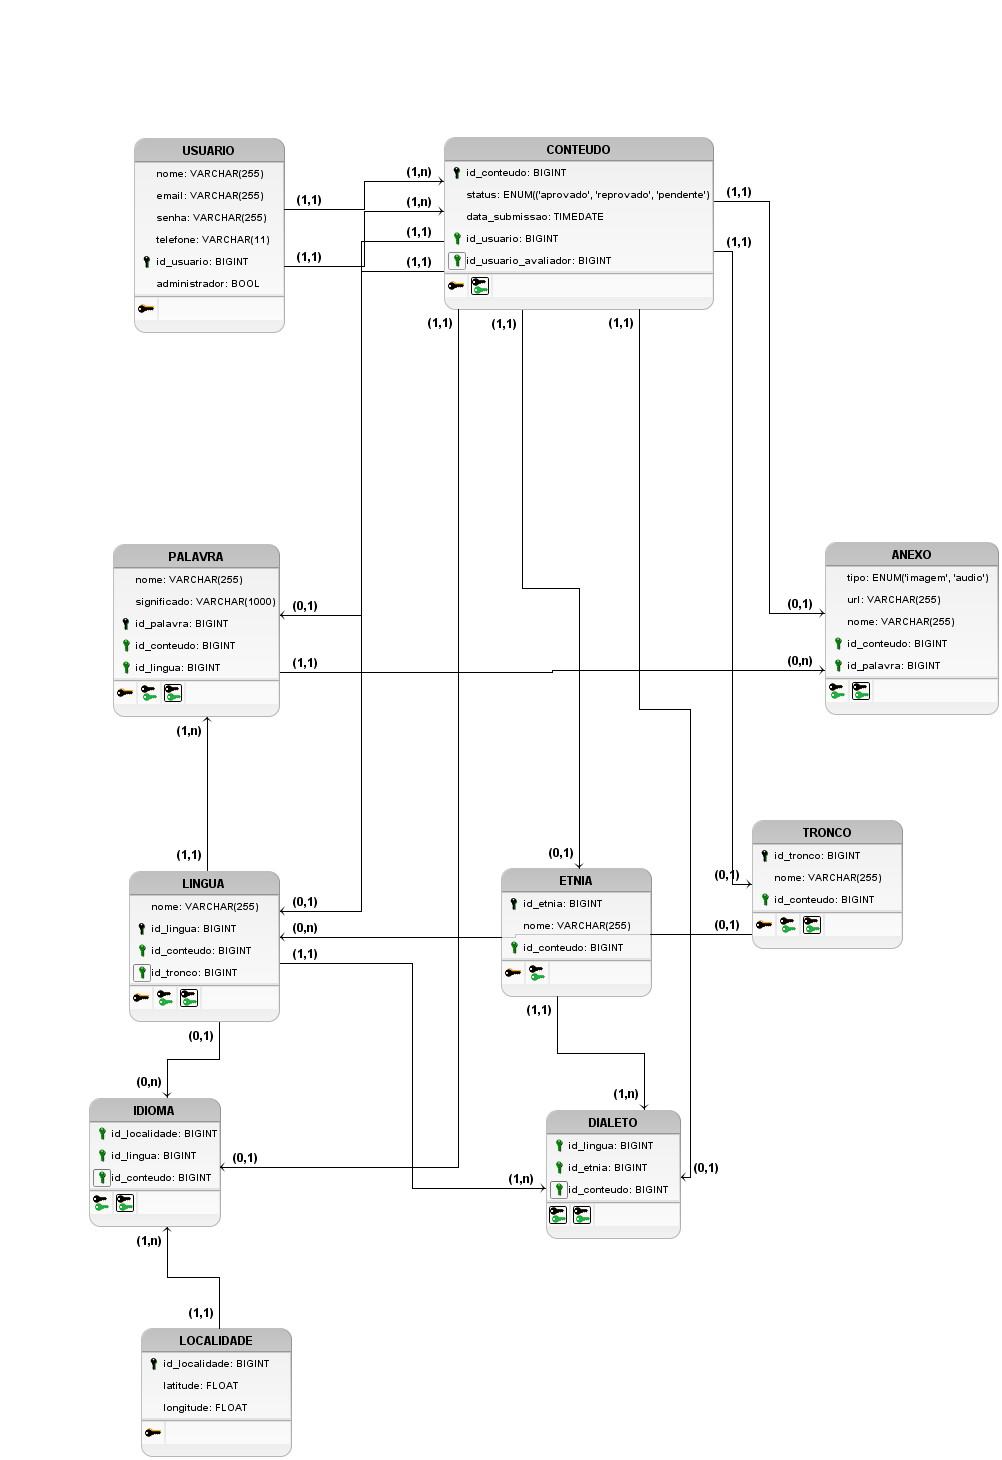 USUARIO
nome: VARCHAR(255)
email: VARCHAR(255)
senha: VARCHAR(255)
telefone: VARCHAR(11)
id_usuario: BIGINT
administrador: BOOL
(1,1)
(1,1)
(1,n)
(1,n)
(1,1)
(1,1)
CONTEUDO
id_conteudo: BIGINT
status: ENUM(('aprovado', 'reprovado', 'pendente')
data_submissao: TIMEDATE
id_usuario: BIGINT
id_usuario_avaliador: BIGINT
(1,1)
(1,1)
(1,1)
(1,1)
(1,1)
PALAVRA
nome: VARCHAR(255)
significado: VARCHAR(1000)
id_palavra: BIGINT
id_conteudo: BIGINT
id_lingua: BIGINT
(0,1)
(1,1)
(1,n)
(0,1)
(0,n)
ANEXO
tipo: ENUM('imagem', 'audio')
url: VARCHAR(255)
nome: VARCHAR(255)
id_conteudo: BIGINT
id_palavra: BIGINT
(1,1)
LINGUA
nome: VARCHAR(255)
id_lingua: BIGINT
id_conteudo: BIGINT
id_tronco: BIGINT
(0,1)
(0,n)
(1,1)
(0,1)
(0,1)
ETNIA
id_etnia: BIGINT
nome: VARCHAR(255)
id_conteudo: BIGINT
(1,1)
TRONCO
id_tronco: BIGINT
nome: VARCHAR(255)
id_conteudo: BIGINT
(0,1)
(0,1)
(0,n)
IDIOMA
id_localidade: BIGINT
id_lingua: BIGINT
id_conteudo: BIGINT
(0,1)
(1,n)
(1,n)
(1,n)
DIALETO
id_lingua: BIGINT
id_etnia: BIGINT
id_conteudo: BIGINT
(0,1)
(1,1)
LOCALIDADE
id_localidade: BIGINT
latitude: FLOAT
longitude: FLOAT